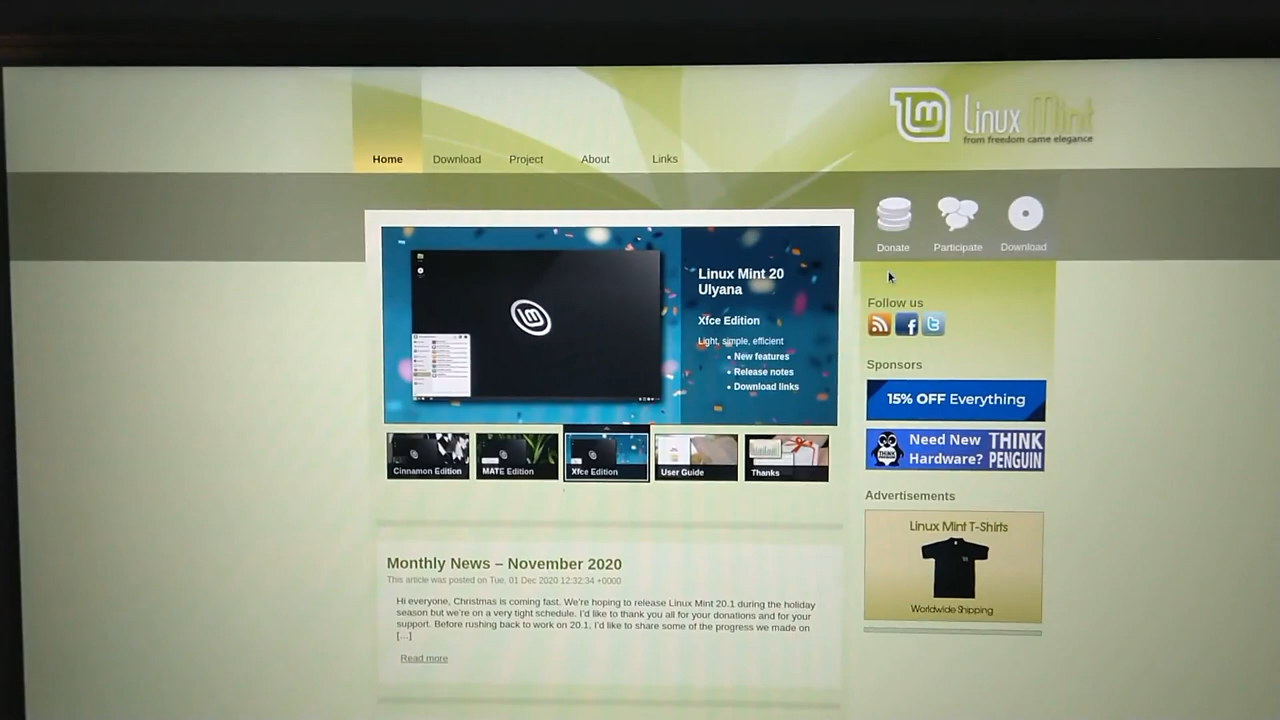 Linux Mint
from freedom came elegance
Home
Download
Project
About
Links
Donate
Participate
Download
Linux Mint 20
Ulyana
Xfce Edition
Light, simple, efficient
• New features
• Release notes
• Download links
Cinnamon Edition
MATE Edition
Xfce Edition
User Guide
Thanks
Follow us
Sponsors
15% OFF Everything
Need New
Hardware?
THINK
PENGUIN
Advertisements
Linux Mint T-Shirts
Worldwide Shipping
Monthly News – November 2020
This article was posted on Tue, 01 Dec 2020 12:32:34 +0000
Hi everyone, Christmas is coming fast. We're hoping to release Linux Mint 20.1 during the holiday
season but we're on a very tight schedule. I'd like to thank you all for your donations and for your
support. Before rushing back to work on 20.1, I'd like to share some of the progress we made on
[…]
Read more